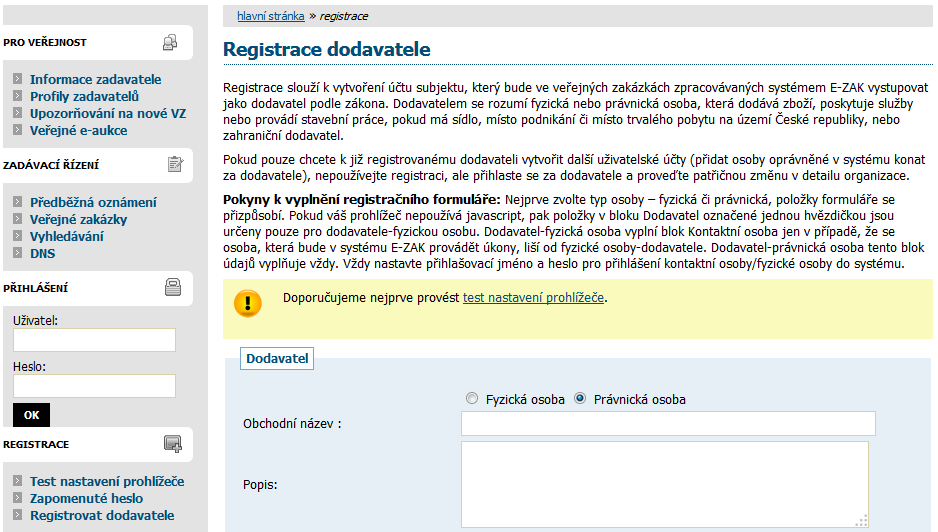 PRO VEŘEJNOST
Informace zadavatele
Profily zadavatelů
Upozorňování na nové VZ
Veřejné e-aukce
ZADÁVACÍ ŘÍZENÍ
Předběžná oznámení
Veřejné zakázky
Vyhledávání
DNS
PŘIHLÁŠENÍ
Uživatel:
Heslo:
OK
REGISTRACE
Test nastavení prohlížeče
Zapomenuté heslo
Registrovat dodavatele
hlavní stránka » registrace
Registrace dodavatele
Registrace slouží k vytvoření účtu subjektu, který bude ve veřejných zakázkách zpracovávaných systémem E-ZAK vystupovat
jako dodavatel podle zákona. Dodavatelem se rozumí fyzická nebo právnická osoba, která dodává zboží, poskytuje služby
nebo provádí stavební práce, pokud má sídlo, místo podnikání či místo trvalého pobytu na území České republiky, nebo
zahraniční dodavatel.
Pokud pouze chcete k již registrovanému dodavateli vytvořit další uživatelské účty (přidat osoby oprávněné v systému konat
za dodavatele), nepoužívejte registraci, ale přihlaste se za dodavatele a proveďte patřičnou změnu v detailu organizace.
Pokyny k vyplnění registračního formuláře: Nejprve zvolte typ osoby – fyzická či právnická, položky formuláře se
přizpůsobí. Pokud váš prohlížeč nepoužívá javascript, pak položky v bloku Dodavatel označené jednou hvězdičkou jsou
určeny pouze pro dodavatele-fyzickou osobu. Dodavatel-fyzická osoba vyplní blok Kontaktní osoba jen v případě, že se
osoba, která bude v systému E-ZAK provádět úkony, liší od fyzické osoby-dodavatele. Dodavatel-právnická osoba tento blok
údajů vyplňuje vždy. Vždy nastavte přihlašovací jméno a heslo pro přihlášení kontaktní osoby/fyzické osoby do systému.
Doporučujeme nejprve provést test nastavení prohlížeče.
Dodavatel
Fyzická osoba Právnická osoba
Obchodní název :
Popis: